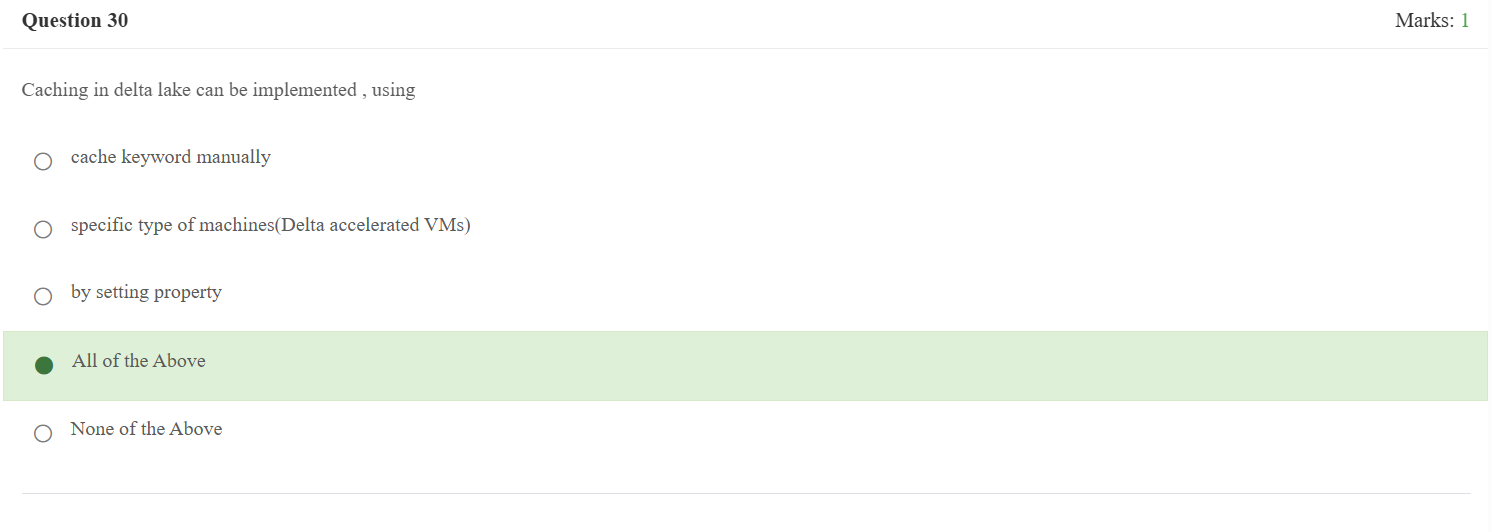 Question 30
Marks: 1
Caching in delta lake can be implemented , using
cache keyword manually
specific type of machines(Delta accelerated VMs)
by setting property
All of the Above
None of the Above